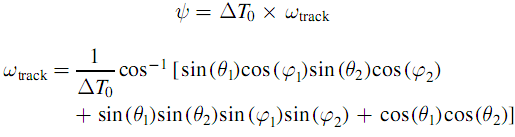 ψ = ΔT₀ × ω_track
ω_track = 1/ΔT₀ cos⁻¹ [sin(θ₁)cos(φ₁)sin(θ₂)cos(φ₂)
+ sin(θ₁)sin(θ₂)sin(φ₁)sin(φ₂) + cos(θ₁)cos(θ₂)]